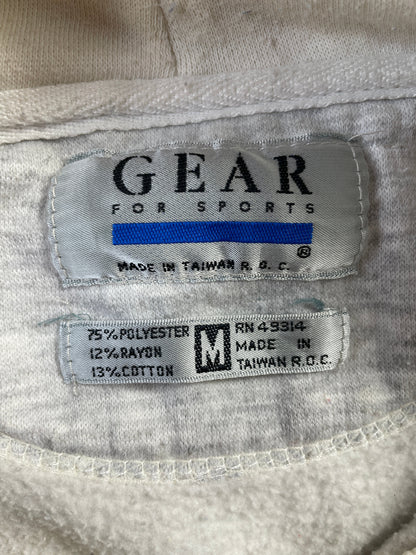 GEAR
FOR SPORTS
®
MADE IN TAIWAN R.O.C.
75% POLYESTER
12% RAYON
13% COTTON
M
RN 49314
MADE IN
TAIWAN R.O.C.